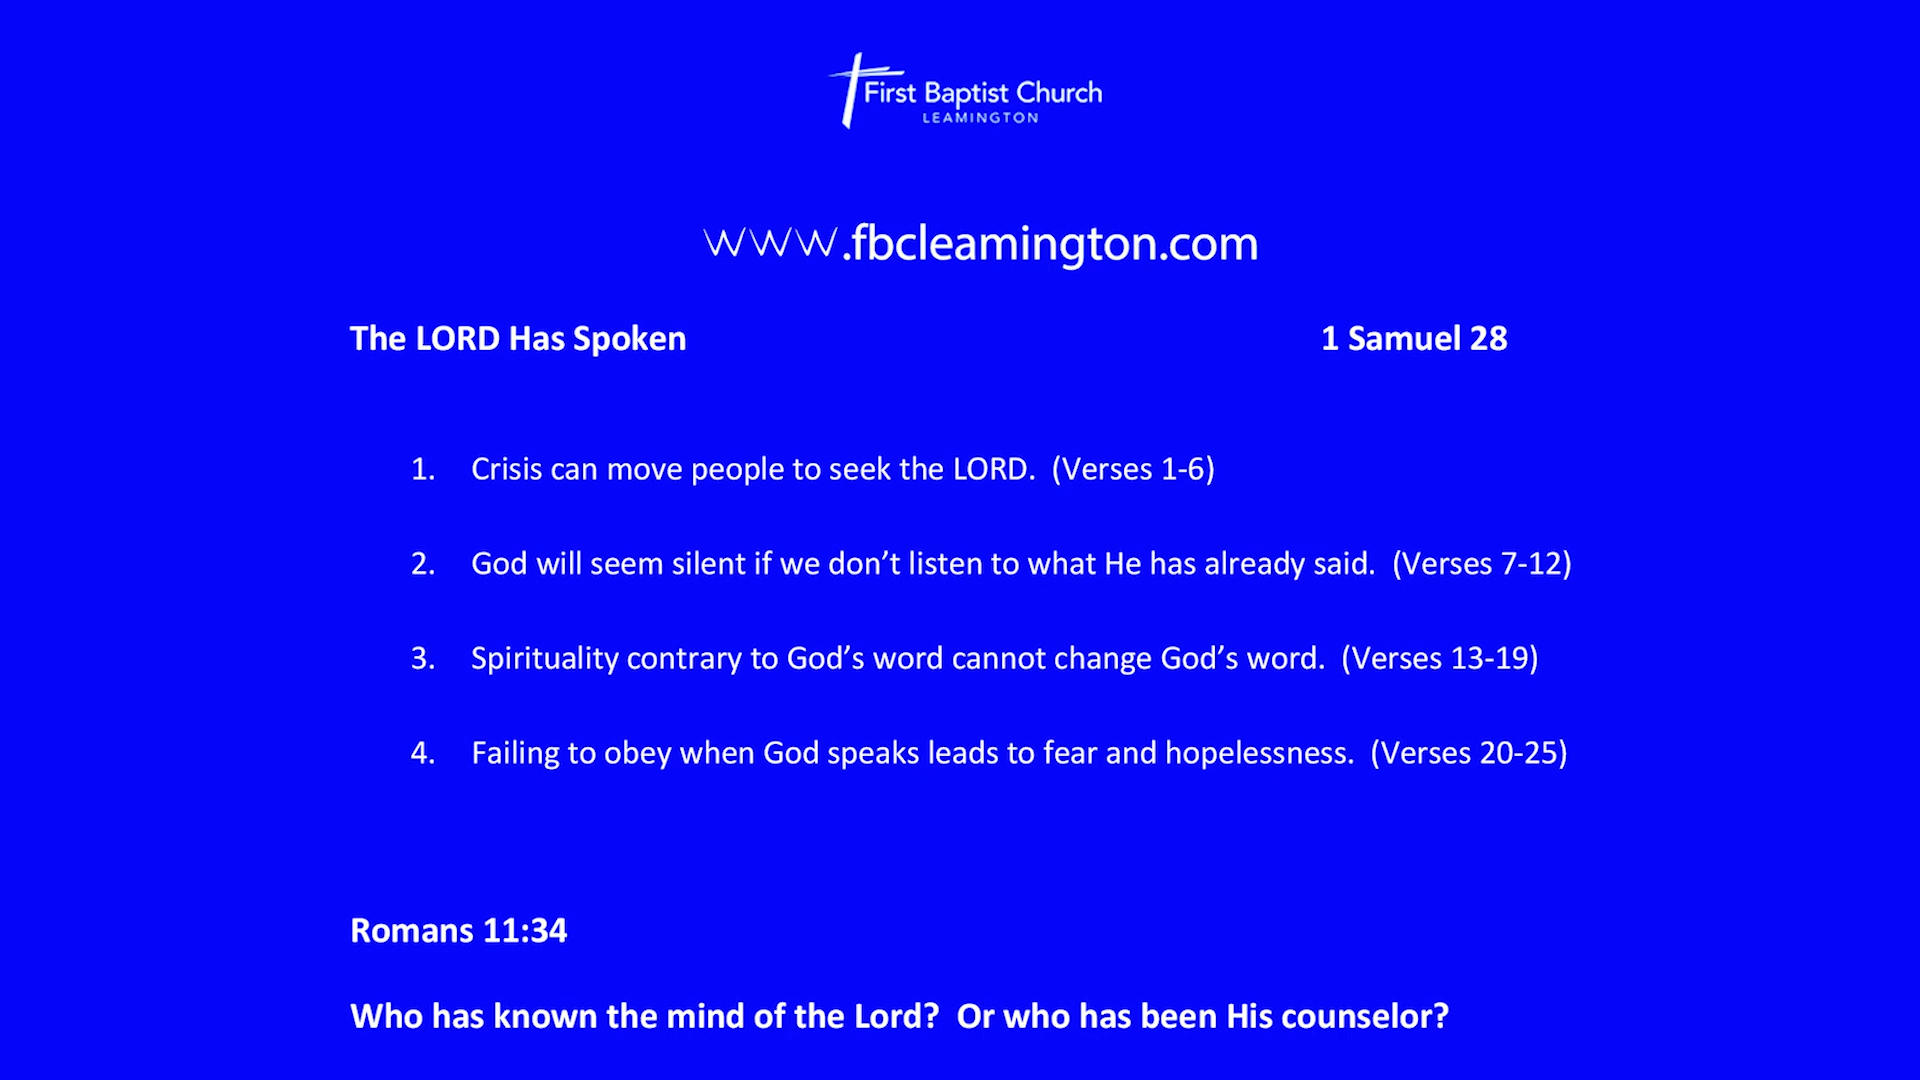 First Baptist Church
LEAMINGTON
www.fbcleamington.com
The LORD Has Spoken 1 Samuel 28
1. Crisis can move people to seek the LORD. (Verses 1-6)
2. God will seem silent if we don’t listen to what He has already said. (Verses 7-12)
3. Spirituality contrary to God’s word cannot change God’s word. (Verses 13-19)
4. Failing to obey when God speaks leads to fear and hopelessness. (Verses 20-25)
Romans 11:34
Who has known the mind of the Lord? Or who has been His counselor?